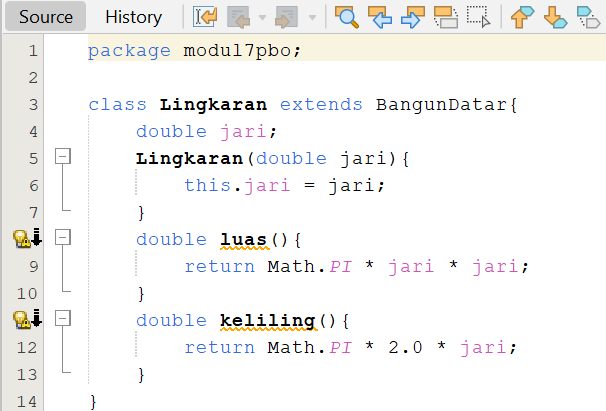 Source History
1 package modul7pbo;
2
3 class Lingkaran extends BangunDatar{
4 double jari;
5 Lingkaran(double jari){
6 this.jari = jari;
7 }
double luas(){
9 return Math.PI * jari * jari;
10 }
double keliling(){
12 return Math.PI * 2.0 * jari;
13 }
14 }